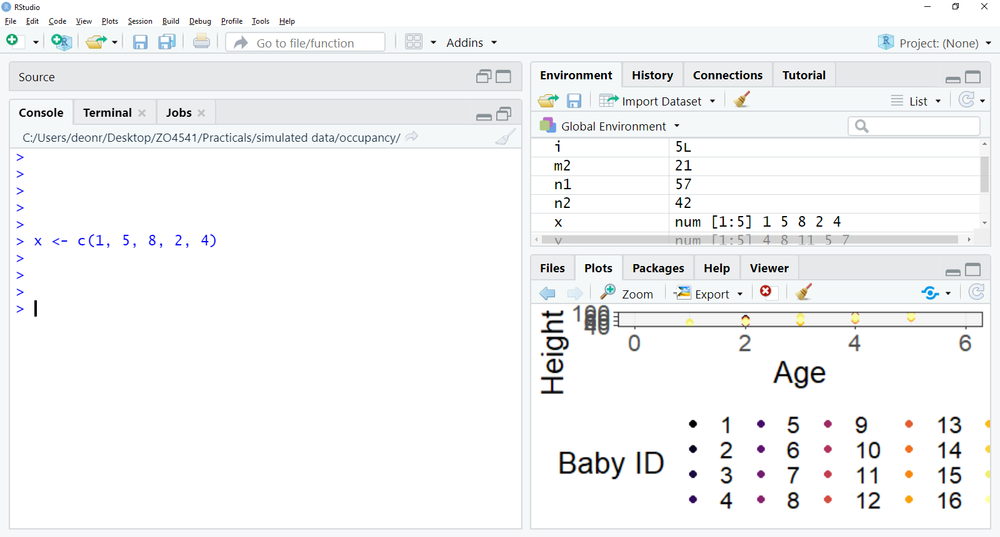 RStudio
File Edit Code View Plots Session Build Debug Profile Tools Help
Go to file/function Addins Project: (None)
Source
Console Terminal Jobs
C:/Users/deonr/Desktop/ZO4541/Practicals/simulated data/occupancy/
>
>
>
>
>
> x <- c(1, 5, 8, 2, 4)
>
>
>
>
Environment History Connections Tutorial
Import Dataset List
Global Environment
i 5L
m2 21
n1 57
n2 42
x num [1:5] 1 5 8 2 4
y num [1:5] 4 8 11 5 7
Files Plots Packages Help Viewer
Zoom Export
Height
100
40
0 2 4 6
Age
Baby ID
1 5 9 13
2 6 10 14
3 7 11 15
4 8 12 16